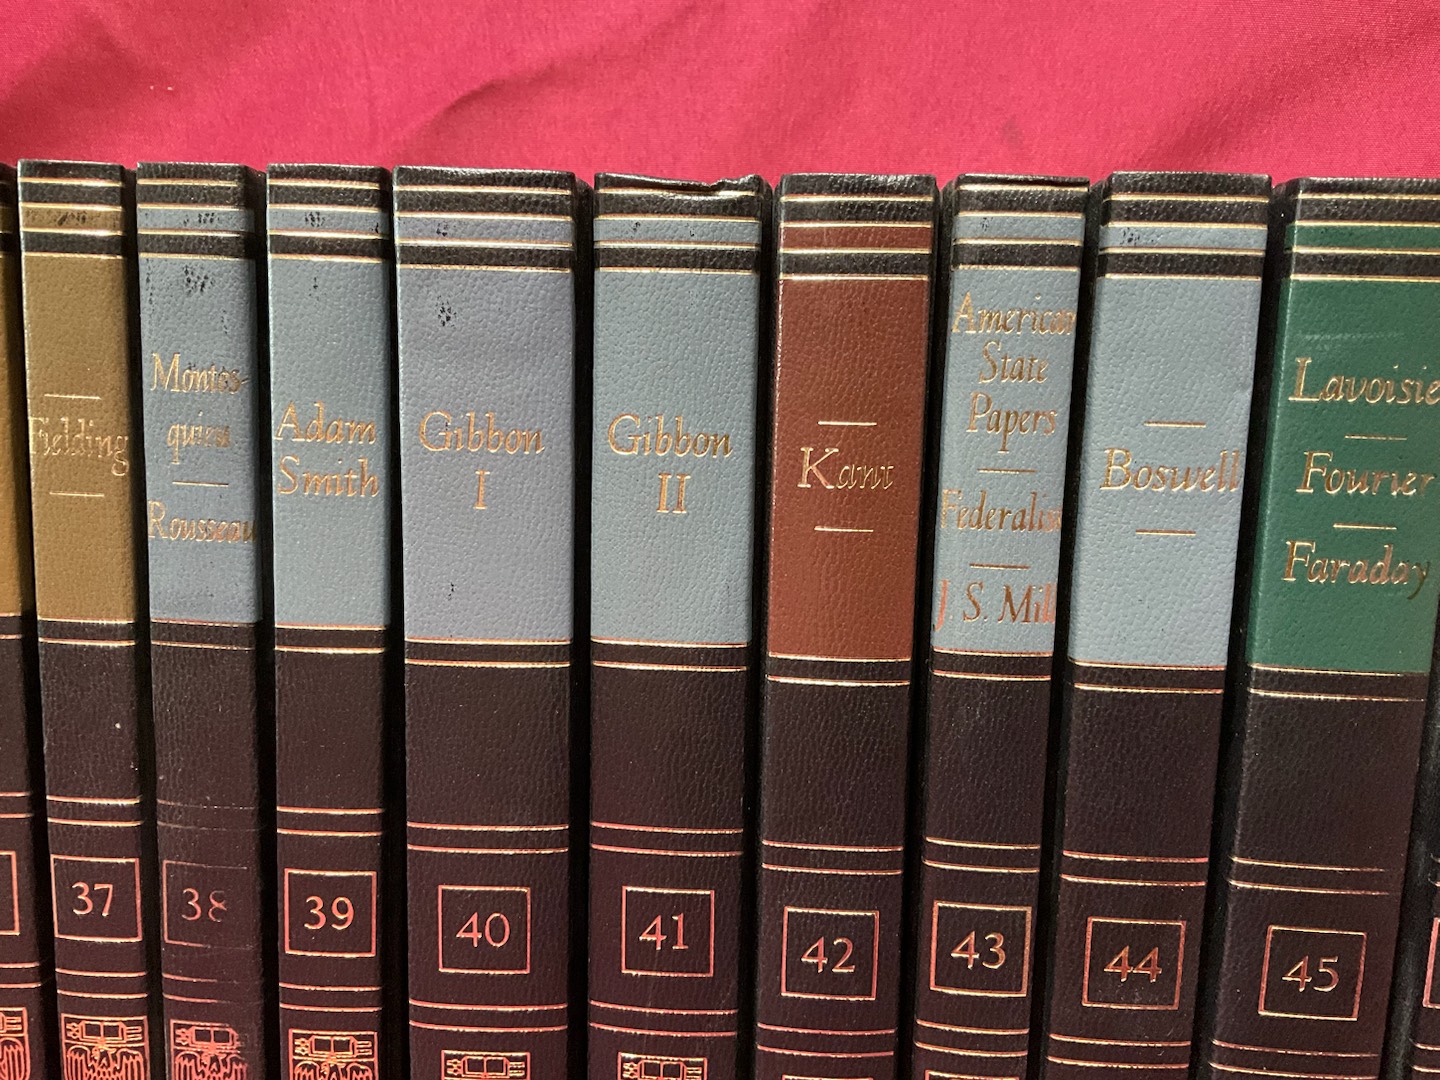 Fielding
37
Montes-
quieu
Rousseau
38
Adam
Smith
39
Gibbon
I
40
Gibbon
II
41
Kant
42
American
State
Papers
Federalist
J. S. Mill
43
Boswell
44
Lavoisier
Fourier
Faraday
45